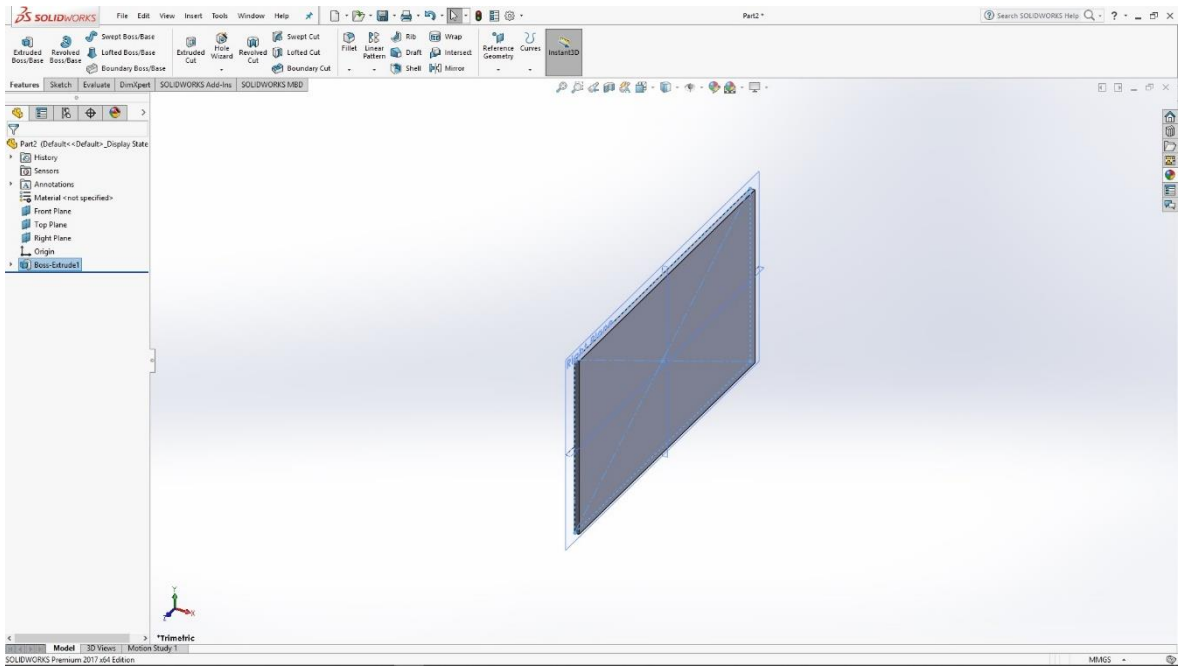 SOLIDWORKS File Edit View Insert Tools Window Help Part2 * Search SOLIDWORKS Help
Extruded Boss/Base Revolved Boss/Base Swept Boss/Base Lofted Boss/Base Boundary Boss/Base Extruded Cut Hole Wizard Revolved Cut Swept Cut Lofted Cut Boundary Cut Fillet Linear Pattern Rib Draft Shell Wrap Intersect Mirror Reference Geometry Curves Instant3D
Features Sketch Evaluate DimXpert SOLIDWORKS Add-Ins SOLIDWORKS MBD
Part2 (Default<<Default>_Display State
History
Sensors
Annotations
Material <not specified>
Front Plane
Top Plane
Right Plane
Origin
Boss-Extrude1
Right Plane
Y
X
Z
*Trimetric
Model 3D Views Motion Study 1
SOLIDWORKS Premium 2017 x64 Edition MMGS